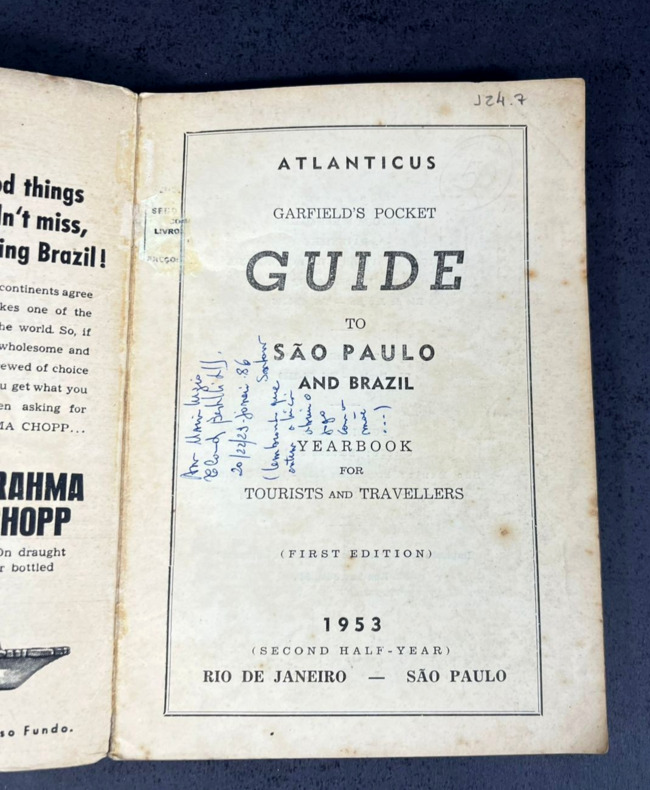 d things
n't miss,
ing Brazil!
continents agree
kes one of the
he world. So, if
wholesome and
ewed of choice
u get what you
en asking for
MA CHOPP...
RAHMA
HOPP
On draught
r bottled
so Fundo.
J24.7
ATLANTICUS
GARFIELD'S POCKET
GUIDE
TO
SÃO PAULO
AND BRAZIL
YEARBOOK
FOR
TOURISTS AND TRAVELLERS
(FIRST EDITION)
1953
(SECOND HALF-YEAR)
RIO DE JANEIRO — SÃO PAULO
LIVRO